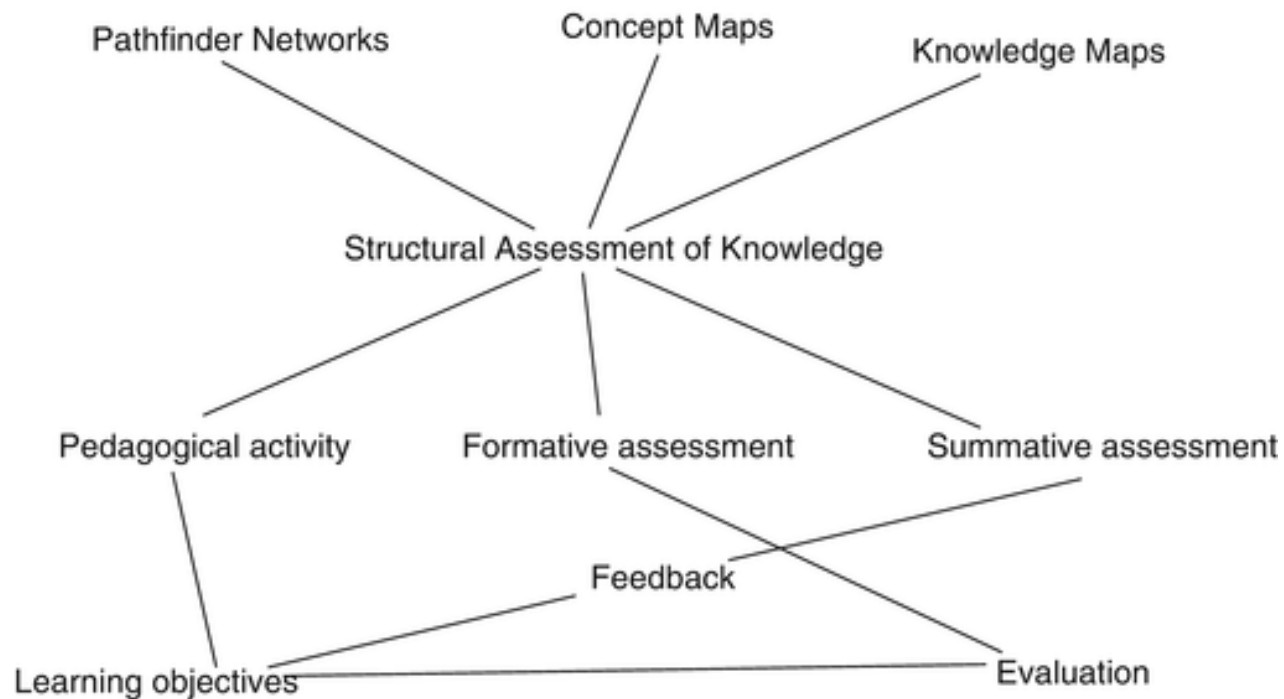 Pathfinder Networks
Concept Maps
Knowledge Maps
Structural Assessment of Knowledge
Pedagogical activity
Formative assessment
Summative assessment
Feedback
Learning objectives
Evaluation